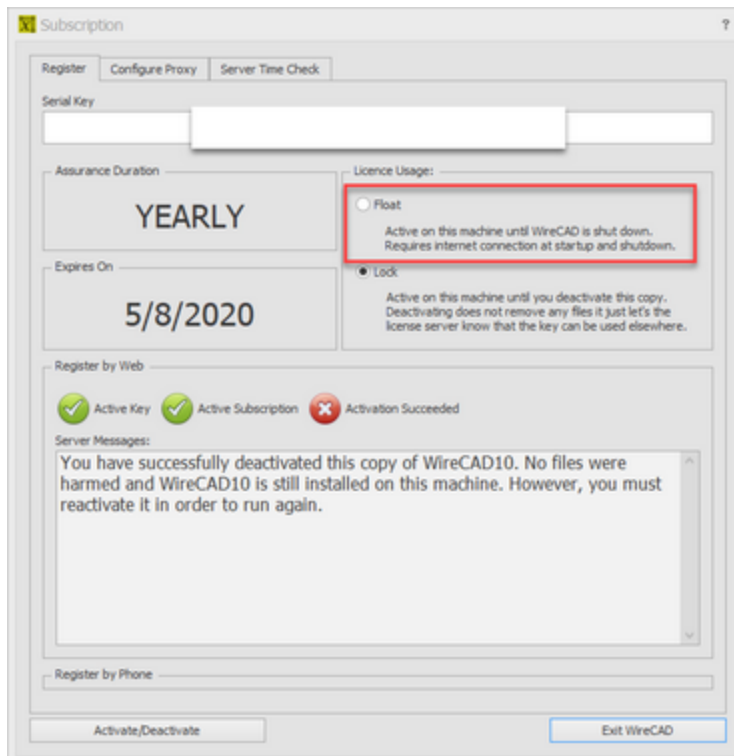 Subscription
?
Register
Configure Proxy
Server Time Check
Serial Key
Assurance Duration
YEARLY
Licence Usage:
Float
Active on this machine until WireCAD is shut down.
Requires internet connection at startup and shutdown.
Expires On
5/8/2020
Lock
Active on this machine until you deactivate this copy.
Deactivating does not remove any files it just let's the
license server know that the key can be used elsewhere.
Register by Web
Active Key
Active Subscription
Activation Succeeded
Server Messages:
You have successfully deactivated this copy of WireCAD10. No files were
harmed and WireCAD10 is still installed on this machine. However, you must
reactivate it in order to run again.
Register by Phone
Activate/Deactivate
Exit WireCAD